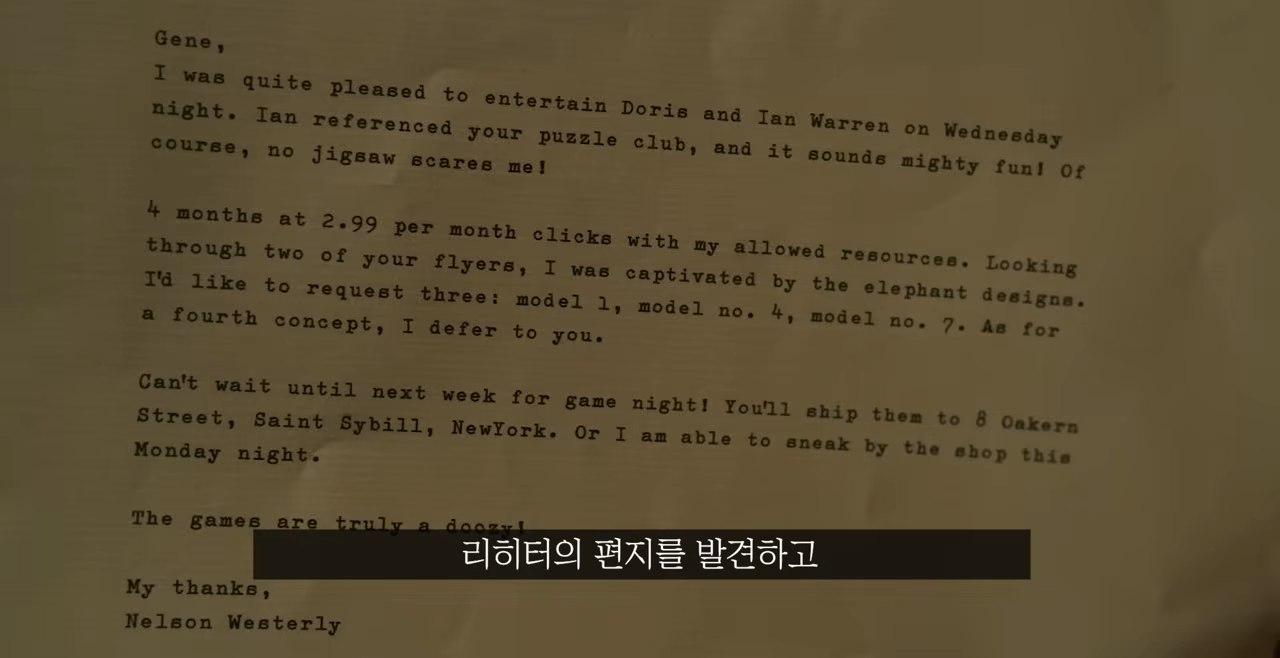 Gene,
I was quite pleased to entertain Doris and Ian Warren on Wednesday
night. Ian referenced your puzzle club, and it sounds mighty fun! Of
course, no jigsaw scares me!
4 months at 2.99 per month clicks with my allowed resources. Looking
through two of your flyers, I was captivated by the elephant designs.
I'd like to request three: model 1, model no. 4, model no. 7. As for
a fourth concept, I defer to you.
Can't wait until next week for game night! You'll ship them to 8 Oakern
Street, Saint Sybill, NewYork. Or I am able to sneak by the shop this
Monday night.
The games are truly a doozy!
리히터의 편지를 발견하고
My thanks,
Nelson Westerly